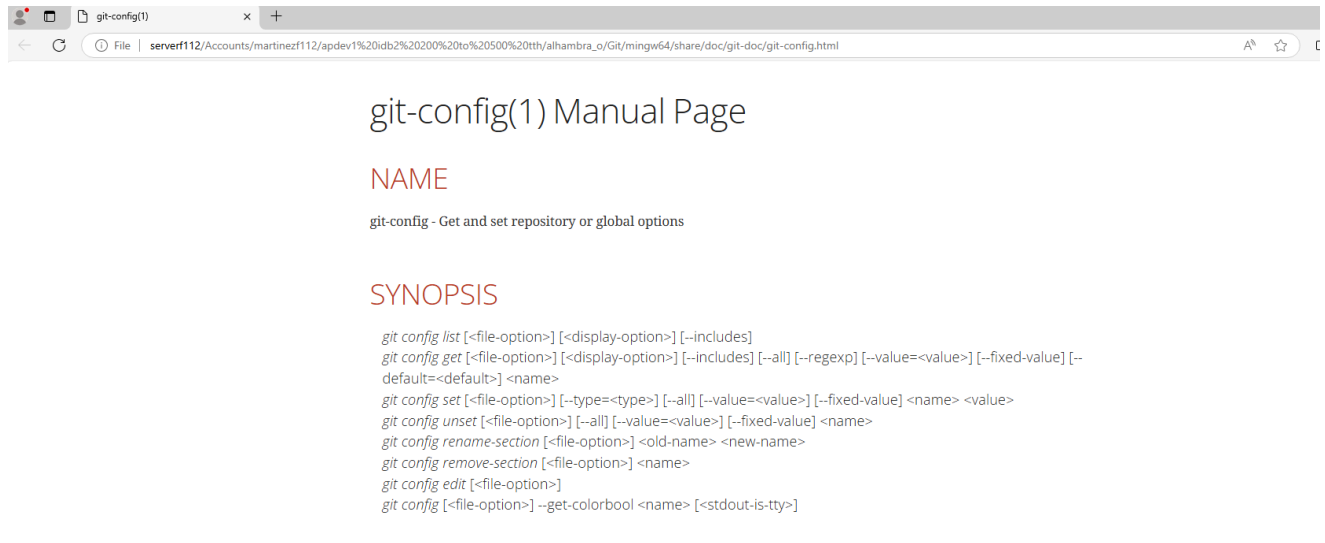 git-config(1)
File | serverf112/Accounts/martinezf112/apdev1%20idb2%20200%20to%20500%20tth/alhambra_o/Git/mingw64/share/doc/git-doc/git-config.html
git-config(1) Manual Page
NAME
git-config - Get and set repository or global options
SYNOPSIS
git config list [<file-option>] [<display-option>] [--includes]
git config get [<file-option>] [<display-option>] [--includes] [--all] [--regexp] [--value=<value>] [--fixed-value] [--
default=<default>] <name>
git config set [<file-option>] [--type=<type>] [--all] [--value=<value>] [--fixed-value] <name> <value>
git config unset [<file-option>] [--all] [--value=<value>] [--fixed-value] <name>
git config rename-section [<file-option>] <old-name> <new-name>
git config remove-section [<file-option>] <name>
git config edit [<file-option>]
git config [<file-option>] --get-colorbool <name> [<stdout-is-tty>]